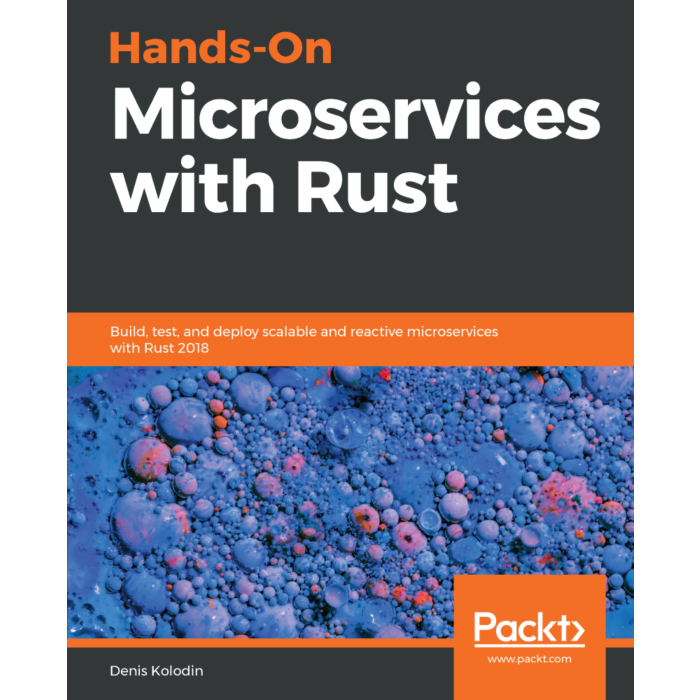 Hands-On
Microservices
with Rust
Build, test, and deploy scalable and reactive microservices
with Rust 2018
Packt>
www.packt.com
Denis Kolodin